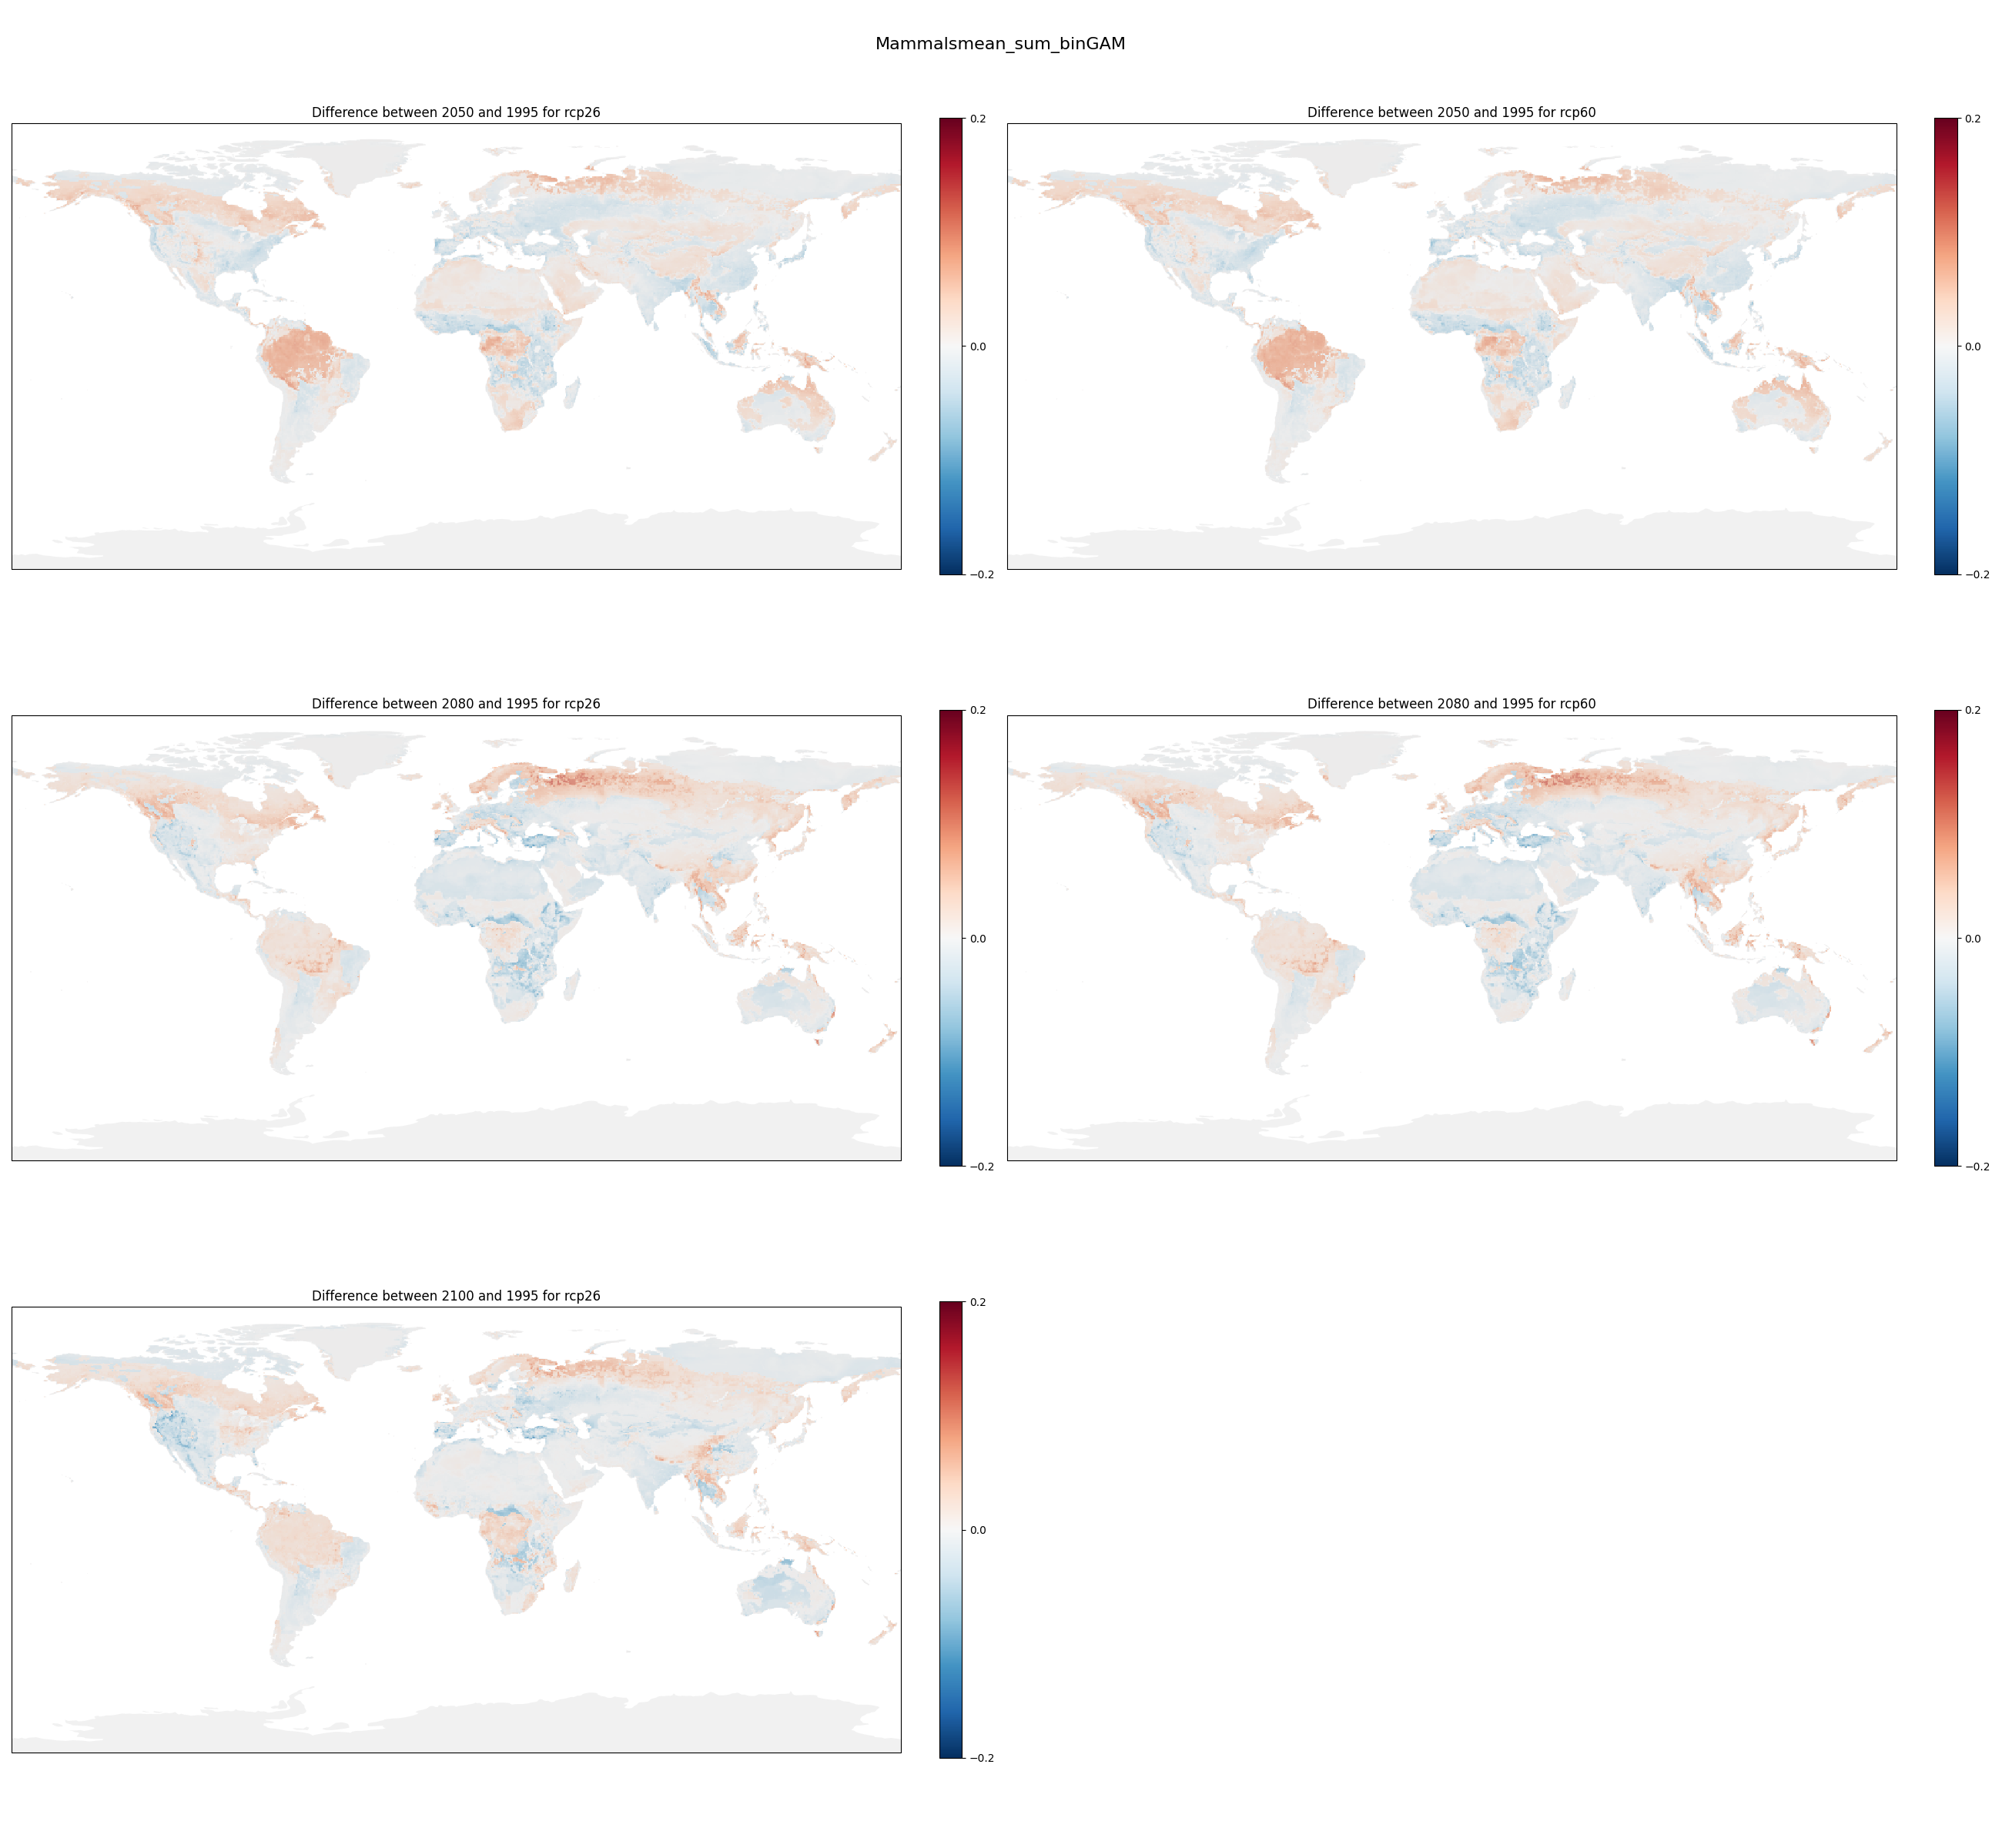 Mammalsmean_sum_binGAM
Difference between 2050 and 1995 for rcp26
0.2
0.0
−0.2
Difference between 2050 and 1995 for rcp60
0.2
0.0
−0.2
Difference between 2080 and 1995 for rcp26
0.2
0.0
−0.2
Difference between 2080 and 1995 for rcp60
0.2
0.0
−0.2
Difference between 2100 and 1995 for rcp26
0.2
0.0
−0.2